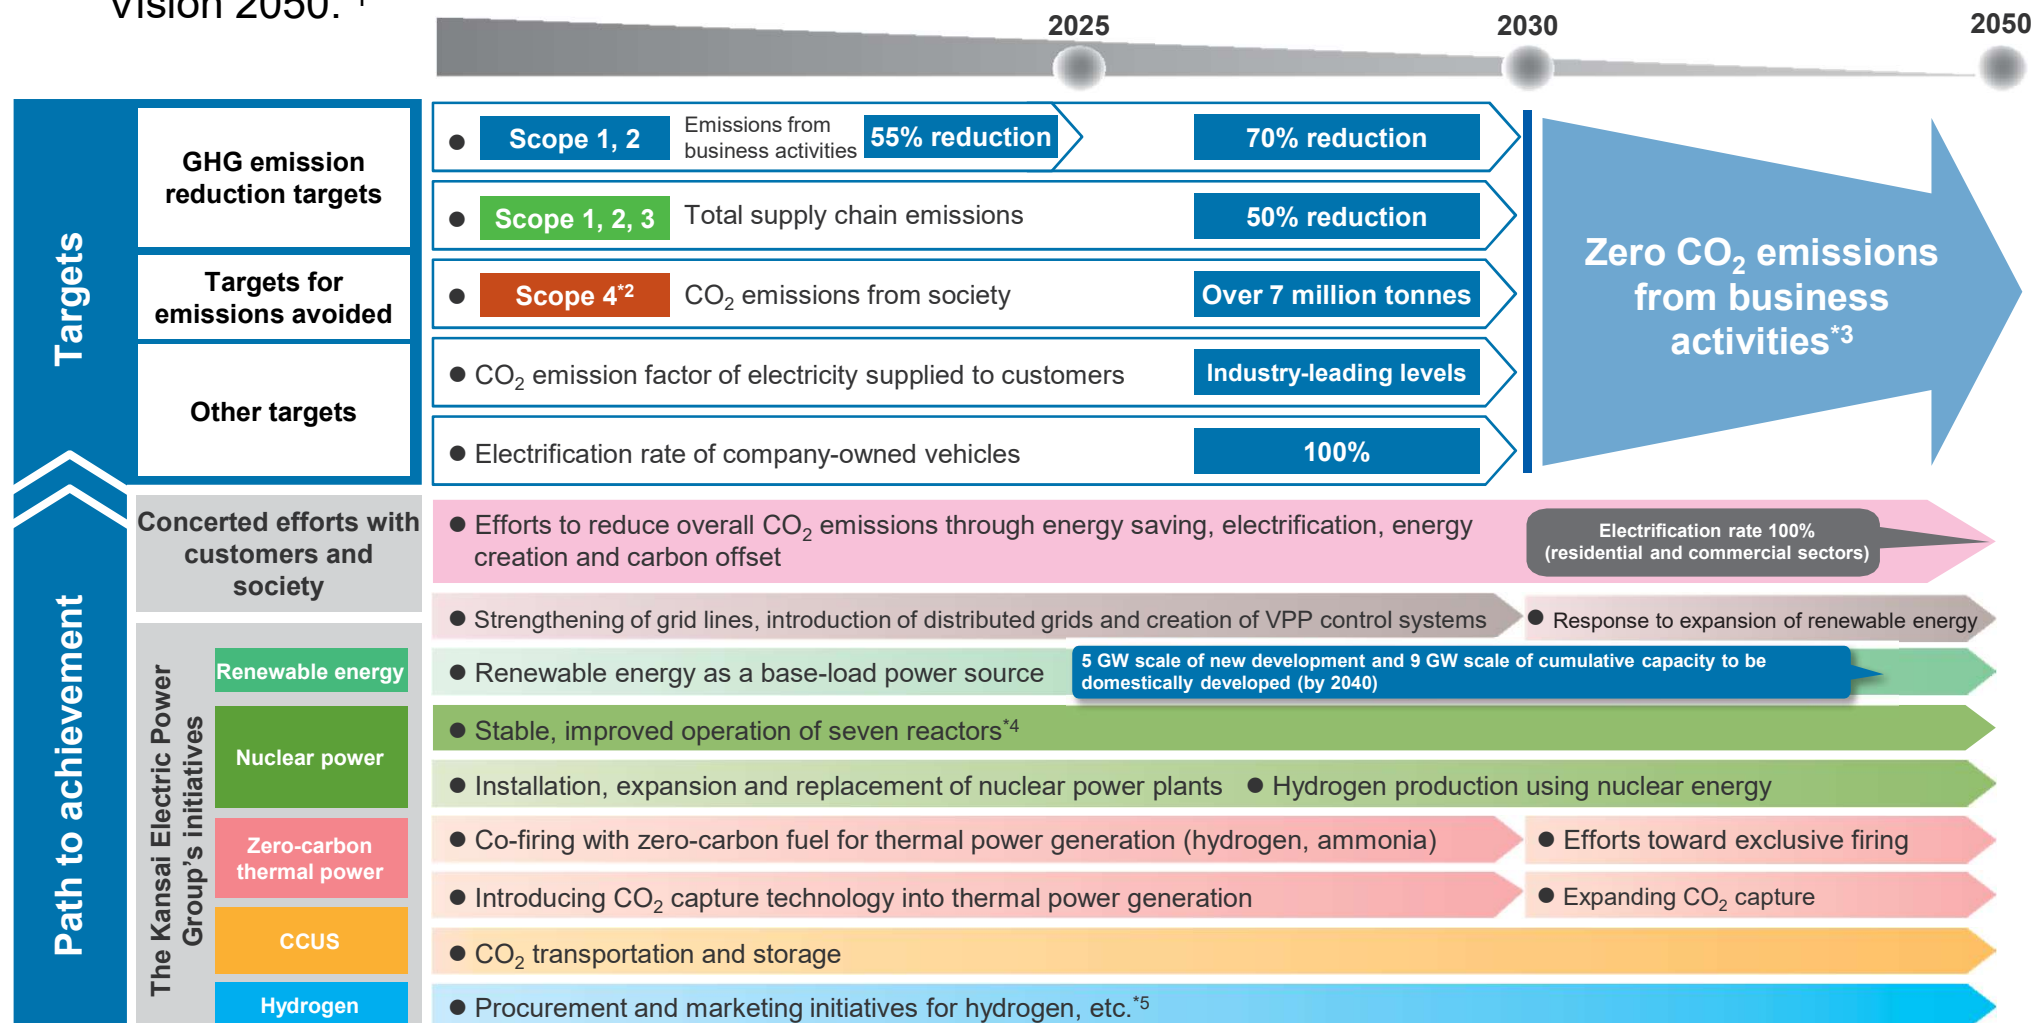 Vision 2050.
2025
2030
2050
Targets
GHG emission
reduction targets
Scope 1, 2
Emissions from
business activities
55% reduction
70% reduction
Scope 1, 2, 3
Total supply chain emissions
50% reduction
Targets for
emissions avoided
Scope 4*2
CO2 emissions from society
Over 7 million tonnes
Other targets
● CO2 emission factor of electricity supplied to customers
Industry-leading levels
● Electrification rate of company-owned vehicles
100%
Zero CO2 emissions
from business
activities*3
Path to achievement
Concerted efforts with
customers and
society
● Efforts to reduce overall CO2 emissions through energy saving, electrification, energy
creation and carbon offset
Electrification rate 100%
(residential and commercial sectors)
● Strengthening of grid lines, introduction of distributed grids and creation of VPP control systems
● Response to expansion of renewable energy
The Kansai Electric Power
Group's initiatives
Renewable energy
● Renewable energy as a base-load power source
5 GW scale of new development and 9 GW scale of cumulative capacity to be
domestically developed (by 2040)
Nuclear power
● Stable, improved operation of seven reactors*4
● Installation, expansion and replacement of nuclear power plants
● Hydrogen production using nuclear energy
Zero-carbon
thermal power
● Co-firing with zero-carbon fuel for thermal power generation (hydrogen, ammonia)
● Efforts toward exclusive firing
● Introducing CO2 capture technology into thermal power generation
● Expanding CO2 capture
CCUS
● CO2 transportation and storage
Hydrogen
● Procurement and marketing initiatives for hydrogen, etc.*5